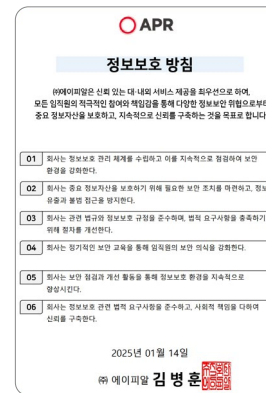 APR
정보보호 방침
㈜에이피알은 신뢰 있는 대·내외 서비스 제공을 최우선으로 하여,
모든 임직원의 적극적인 참여와 책임감을 통해 다양한 정보보안 위협으로부터
중요 정보자산을 보호하고, 지속적으로 신뢰를 구축하는 것을 목표로 합니다
01 회사는 정보보호 관리 체계를 수립하고 이를 지속적으로 점검하여 보안
환경을 강화한다.
02 회사는 중요 정보자산을 보호하기 위해 필요한 보안 조치를 마련하고, 정보
유출과 불법 접근을 방지한다.
03 회사는 관련 법규와 정보보호 규정을 준수하며, 법적 요구사항을 충족하기
위해 절차를 개선한다.
04 회사는 정기적인 보안 교육을 통해 임직원의 보안 의식을 강화한다.
05 회사는 보안 점검과 개선 활동을 통해 정보보호 환경을 지속적으로
향상시킨다.
06 회사는 정보보호 관련 법적 요구사항을 준수하고, 사회적 책임을 다하며
신뢰를 구축한다.
2025년 01월 14일
㈜ 에이피알 김 병 훈